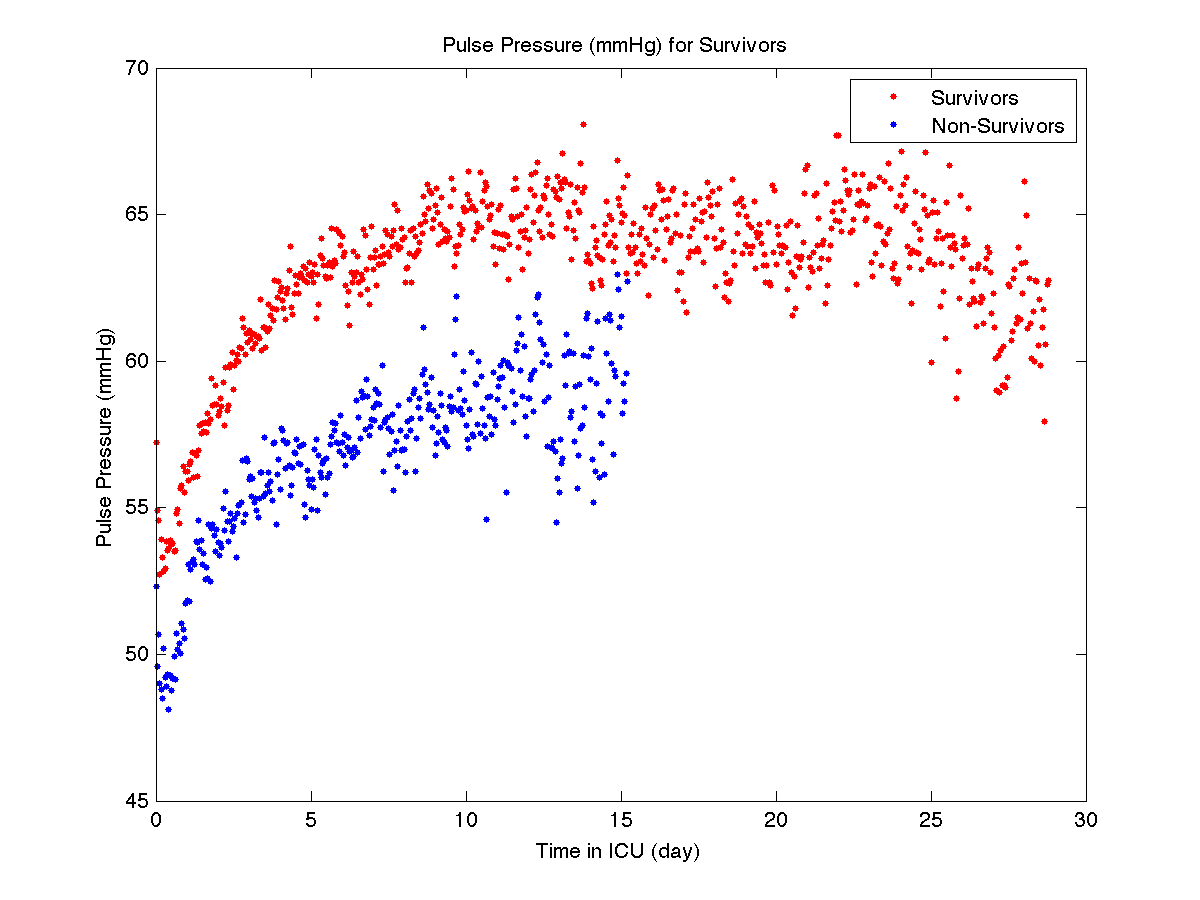 Pulse Pressure (mmHg) for Survivors
70
65
60
55
50
45
Pulse Pressure (mmHg)
Survivors
Non-Survivors
0 5 10 15 20 25 30
Time in ICU (day)